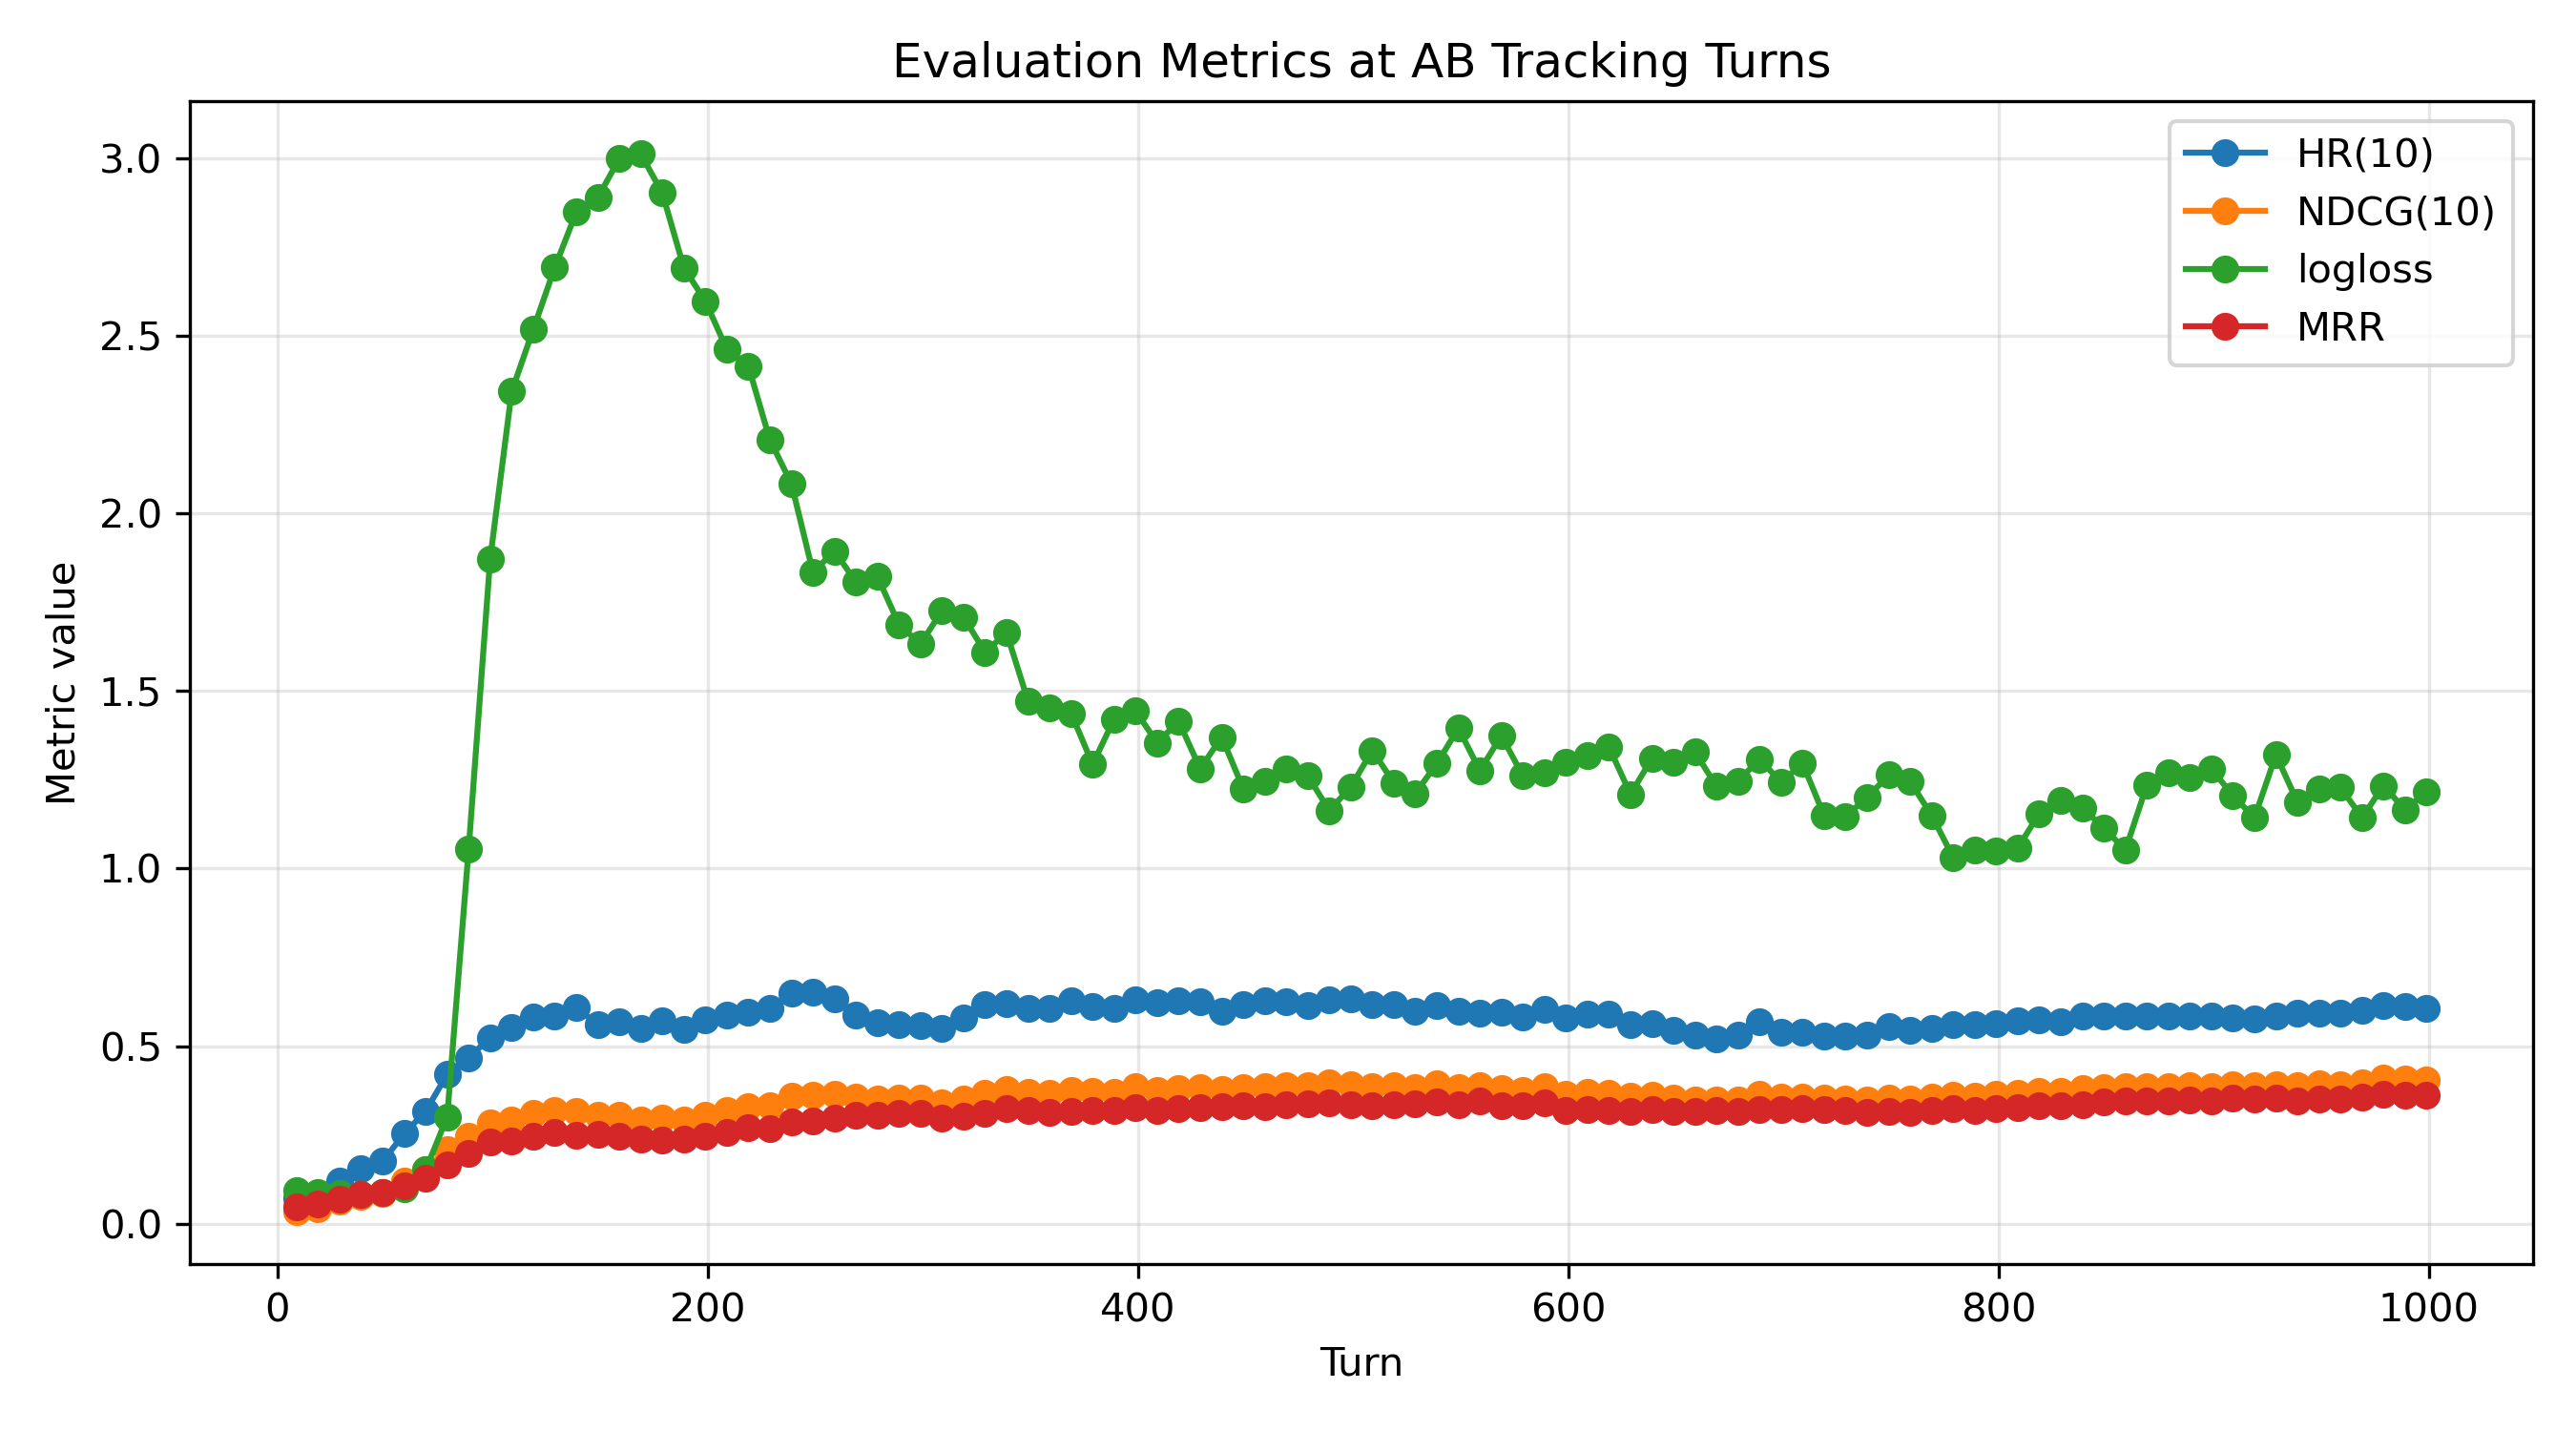 Evaluation Metrics at AB Tracking Turns
HR(10)
NDCG(10)
logloss
MRR
3.0
2.5
2.0
1.5
1.0
0.5
0.0
Metric value
0 200 400 600 800 1000
Turn